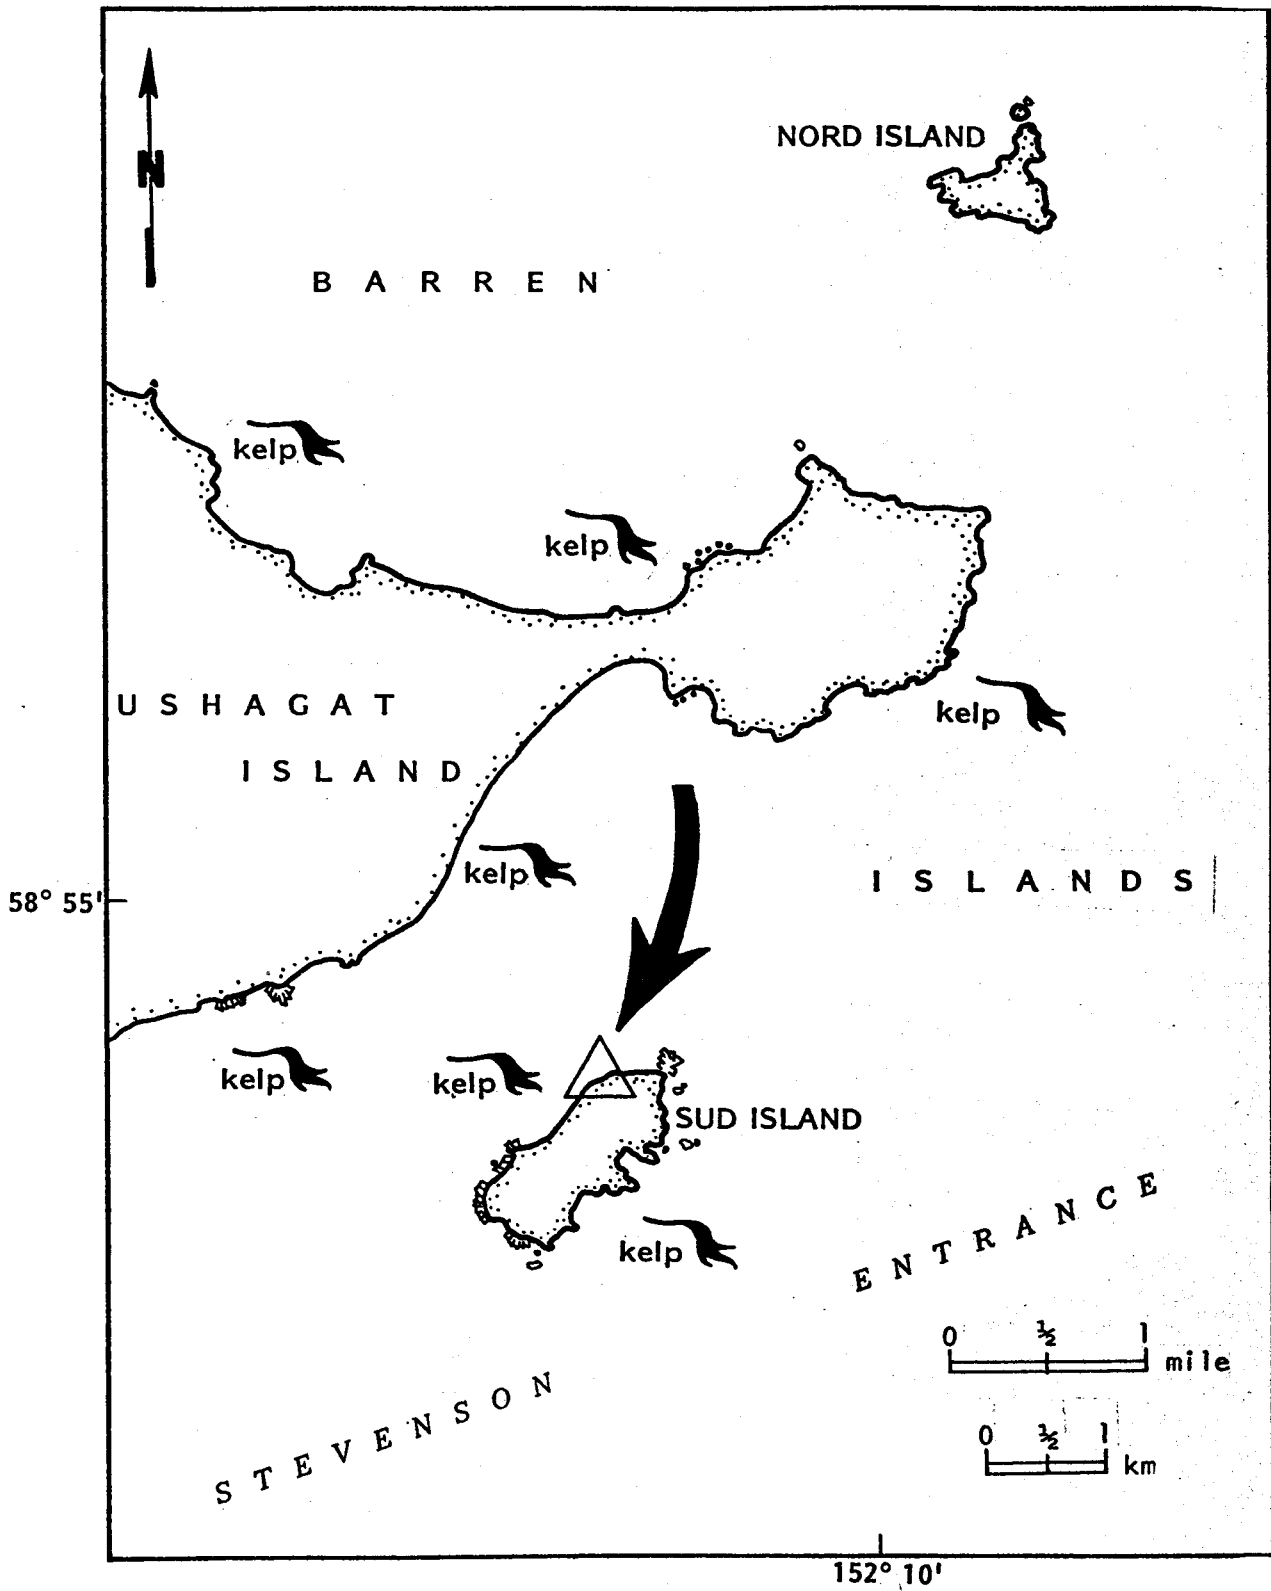 NORD ISLAND
N
BARREN
kelp
kelp
USHAGAT
ISLAND
kelp
kelp
ISLANDS
58° 55'
kelp
kelp
SUD ISLAND
kelp
ENTRANCE
0 ½ 1
mile
STEVENSON
0 ½ 1
km
152° 10'